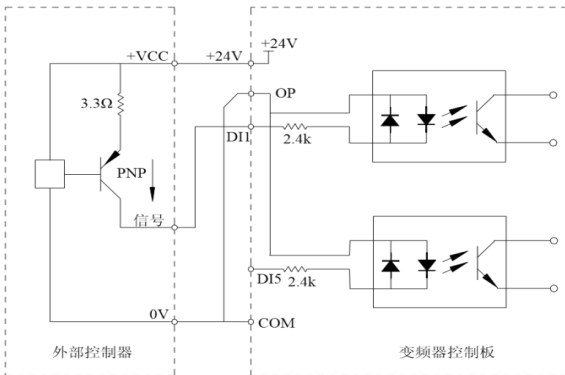 +24V
+VCC
+24V
OP
3.3Ω
DI1
2.4k
PNP
信号
DI5
2.4k
0V
COM
外部控制器
变频器控制板